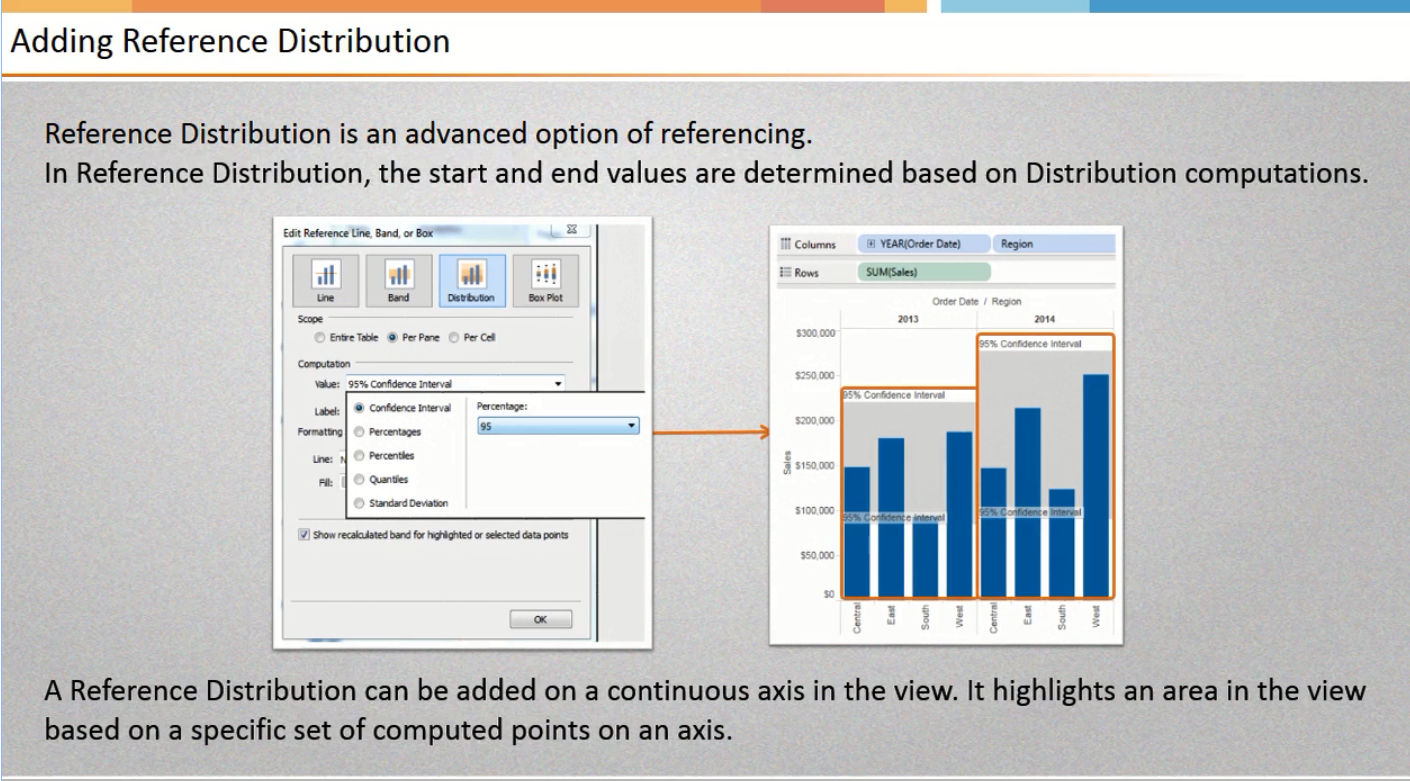 Adding Reference Distribution
Reference Distribution is an advanced option of referencing.
In Reference Distribution, the start and end values are determined based on Distribution computations.
Edit Reference Line, Band, or Box
Line Band Distribution Box Plot
Scope
Entire Table Per Pane Per Cell
Computation
Value: 95% Confidence Interval
Label:
Formatting
Line: N
Fill:
Confidence Interval
Percentages
Percentiles
Quantiles
Standard Deviation
Percentage:
95
Show recalculated band for highlighted or selected data points
OK
Columns YEAR(Order Date) Region
Rows SUM(Sales)
Order Date / Region
2013 2014
$300,000
$250,000
$200,000
$150,000
$100,000
$50,000
$0
Sales
95% Confidence Interval
95% Confidence Interval
95% Confidence Interval
95% Confidence Interval
Central East South West Central East South West
A Reference Distribution can be added on a continuous axis in the view. It highlights an area in the view
based on a specific set of computed points on an axis.